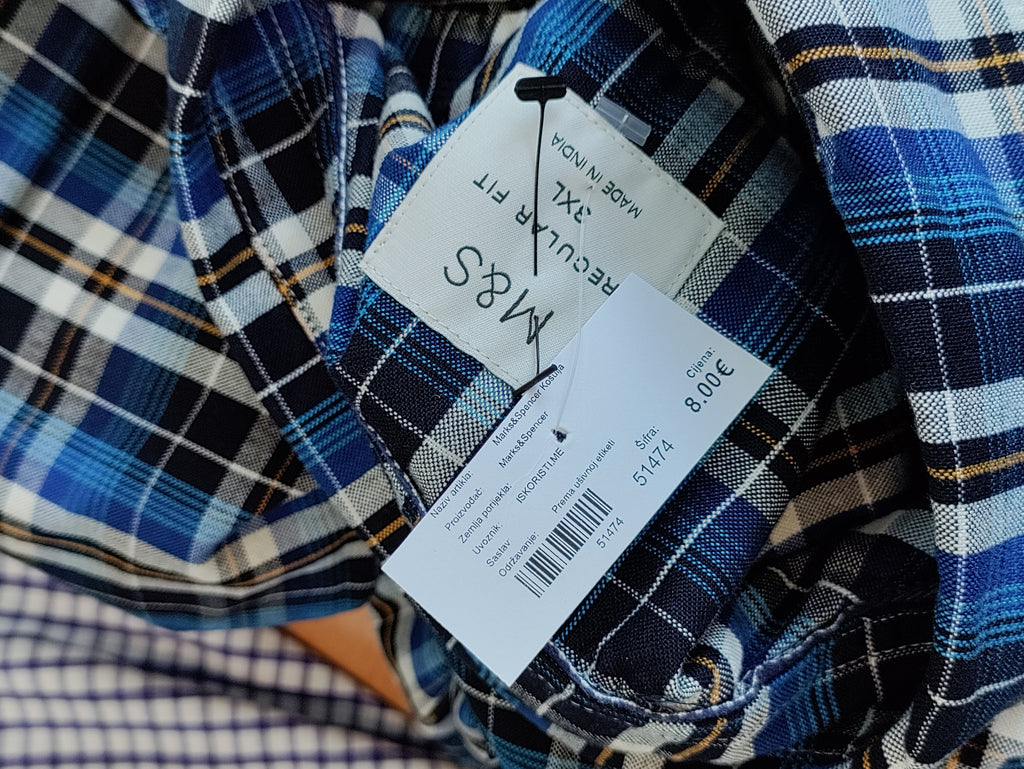 M&S
REGULAR FIT
3XL
MADE IN INDIA
Neziv artikla: Marks&Spencer Košulja
Proizvođač: Marks&Spencer
Zemlja porijekla:
Uvoznik: ISKORISTI.ME
Sastav
Održavanje: Prema ušivnoj etiketi
51474
Šifra:
51474
Cijena:
8.00€